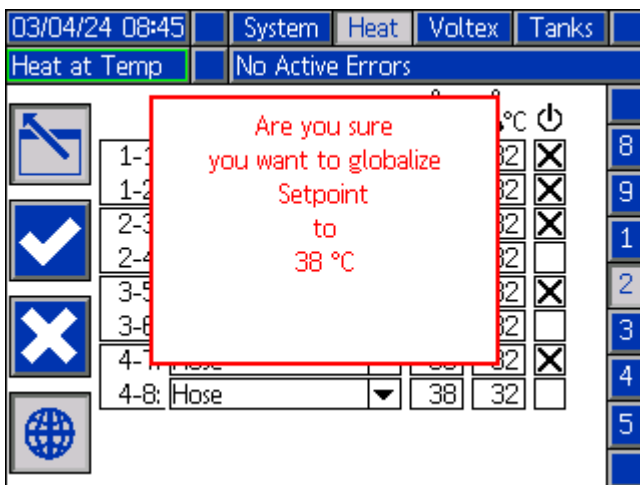 03/04/24 08:45 System Heat Voltex Tanks
Heat at Temp No Active Errors
Are you sure
you want to globalize
Setpoint
to
38 °C
°C
1-1 32
1-2 32
2-3 32
2-4 32
3-5 32
3-6 32
4-7: Hose 38 32
4-8: Hose 38 32
8
9
1
2
3
4
5